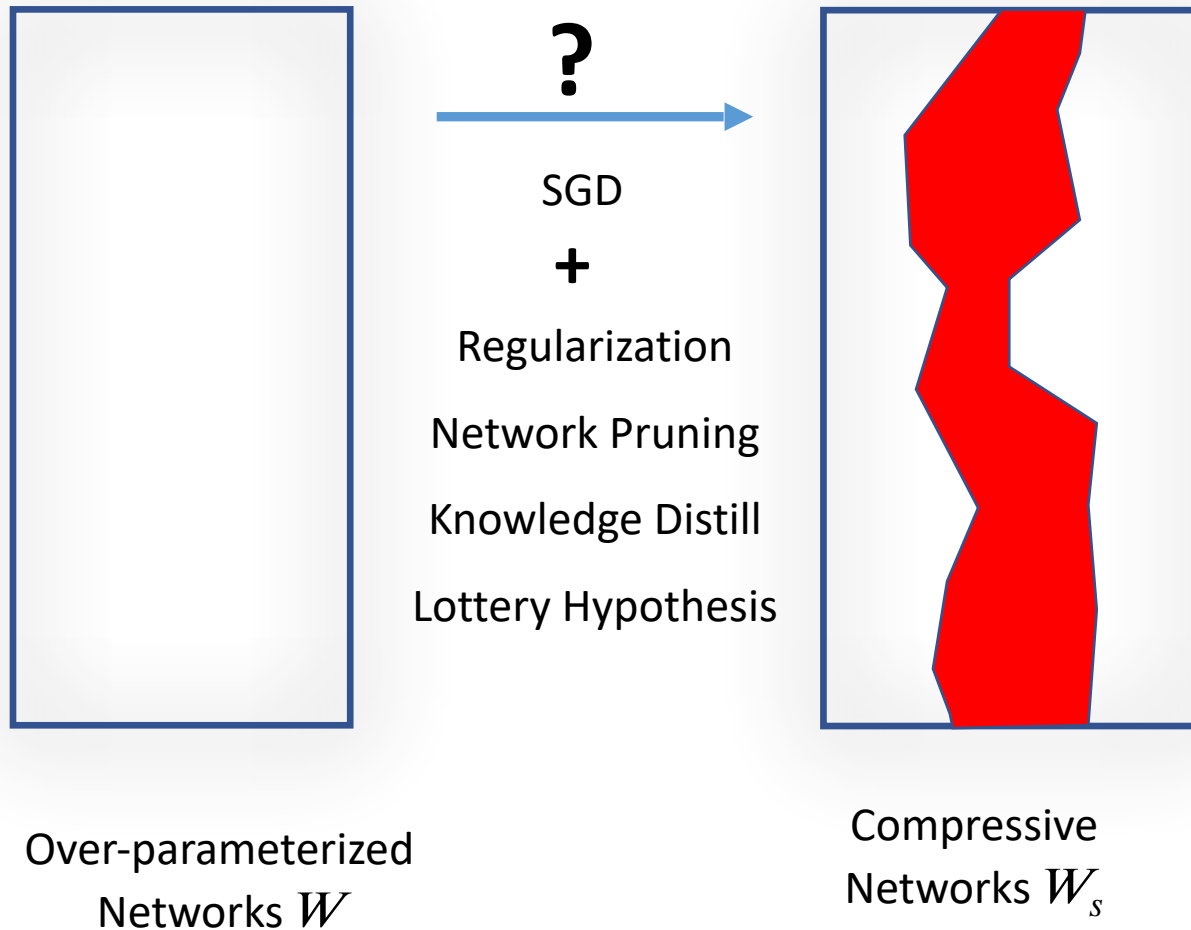 ?
SGD
+
Regularization
Network Pruning
Knowledge Distill
Lottery Hypothesis
Over-parameterized
Networks W
Compressive
Networks Wₛ